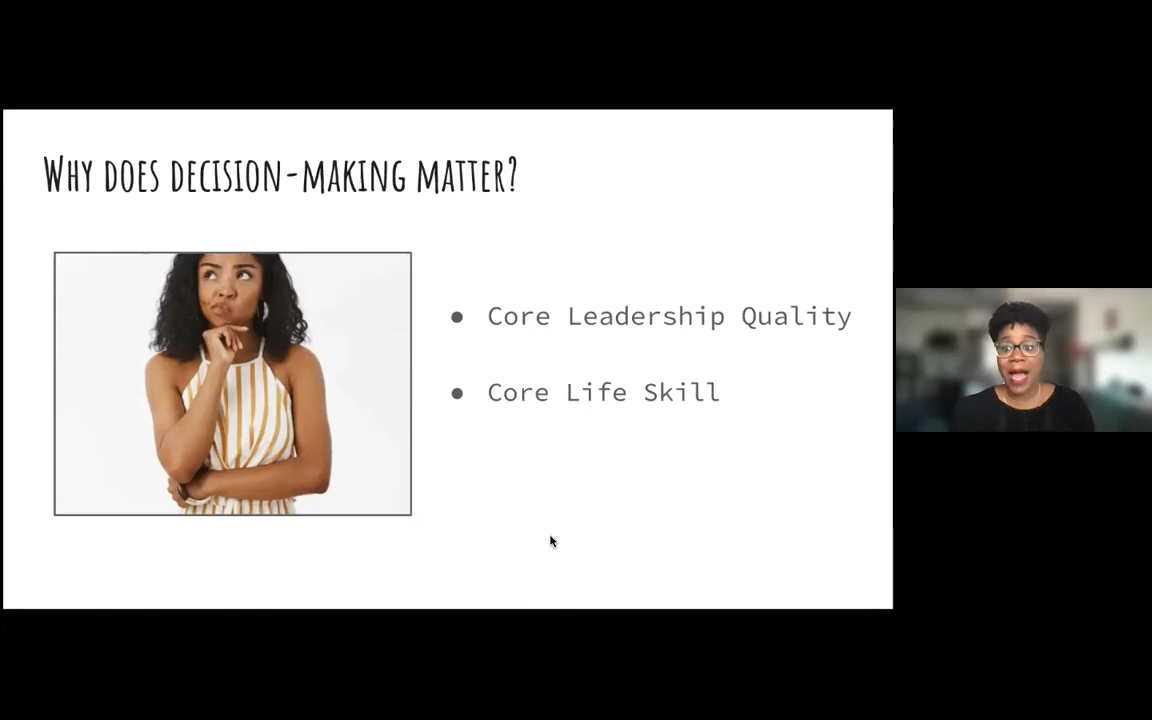 Why does decision-making matter?
● Core Leadership Quality
● Core Life Skill